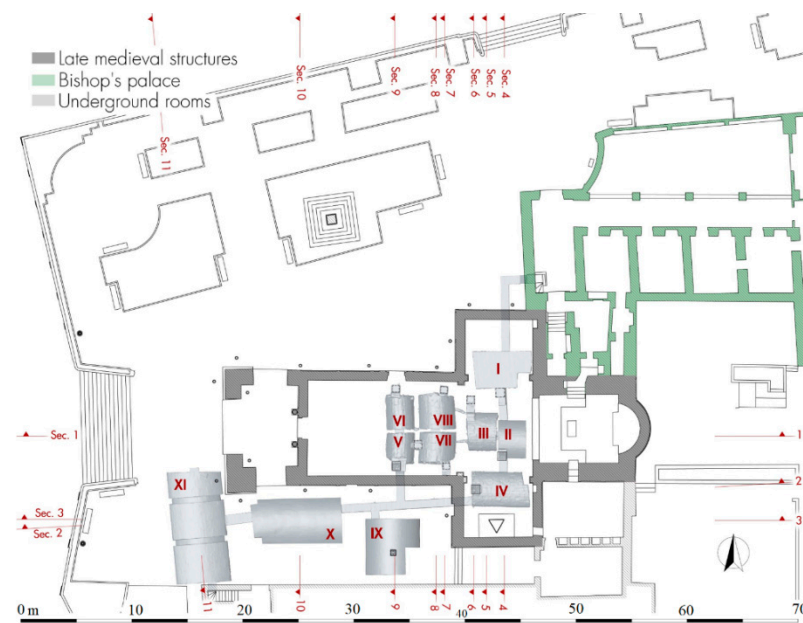 Late medieval structures
Bishop's palace
Underground rooms
Sec. 11
Sec. 10
Sec. 9
Sec. 8
Sec. 7
Sec. 6
Sec. 5
Sec. 4
I
VI
VIII
V
VII
III
II
IV
XI
X
IX
Sec. 1
1
Sec. 3
Sec. 2
2
3
11
10
9
8
7
6
5
4
0 m
10
20
30
40
50
60
70